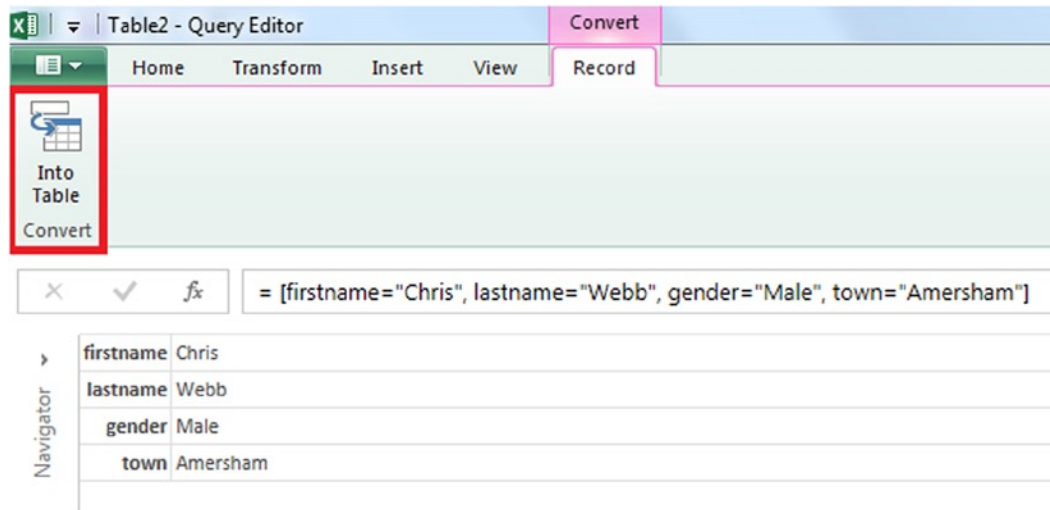 Table2 - Query Editor
Convert
Home Transform Insert View Record
Into
Table
Convert
fx = [firstname="Chris", lastname="Webb", gender="Male", town="Amersham"]
Navigator
firstname Chris
lastname Webb
gender Male
town Amersham